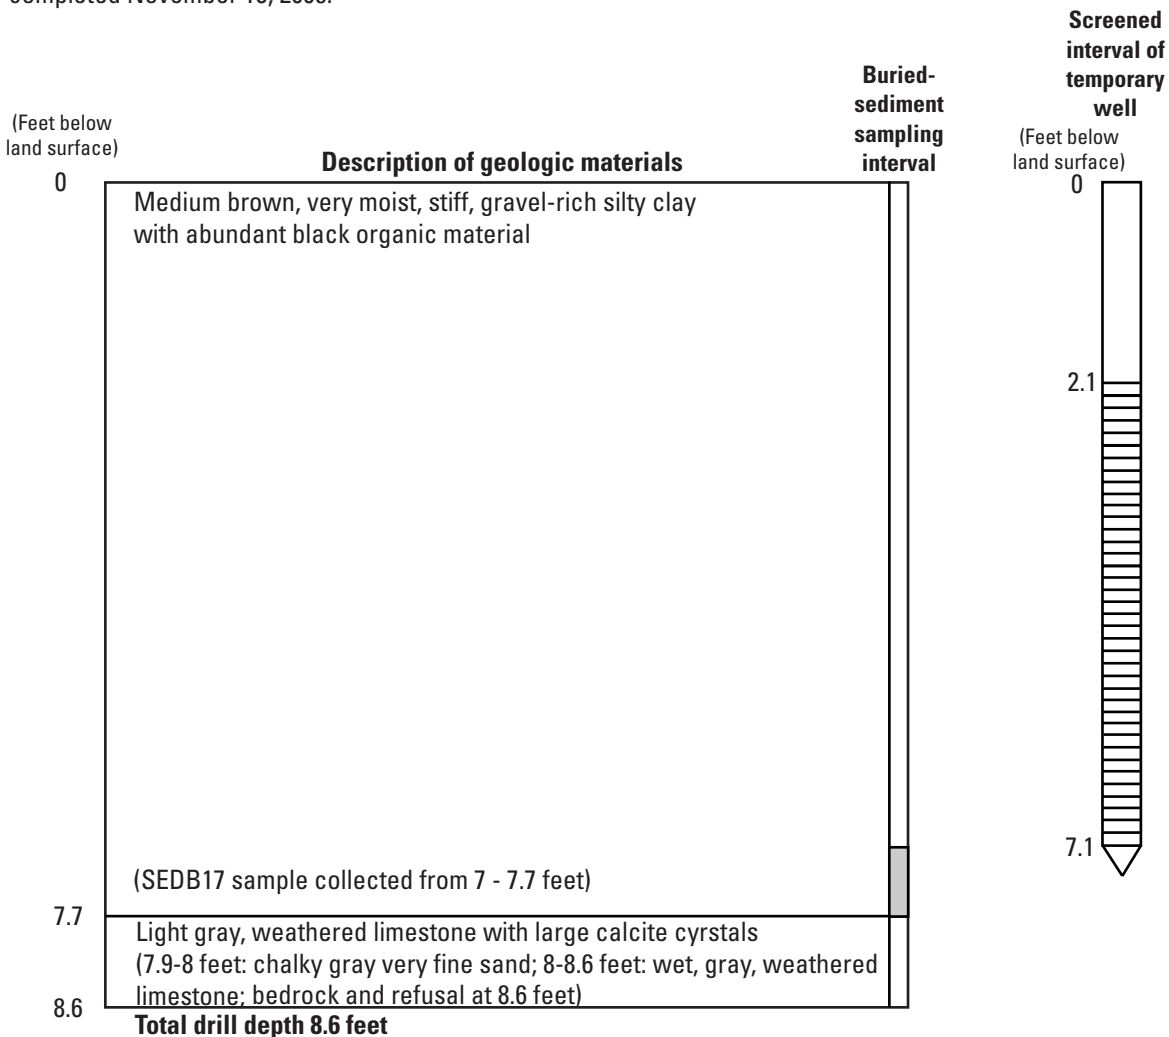 Screened
interval of
temporary
well
(Feet below
land surface)
Buried-
sediment
sampling
interval
(Feet below
land surface)
Description of geologic materials
0
0
Medium brown, very moist, stiff, gravel-rich silty clay
with abundant black organic material
2.1
7.1
(SEDB17 sample collected from 7 - 7.7 feet)
7.7
Light gray, weathered limestone with large calcite cyrstals
(7.9-8 feet: chalky gray very fine sand; 8-8.6 feet: wet, gray, weathered
limestone; bedrock and refusal at 8.6 feet)
8.6
Total drill depth 8.6 feet